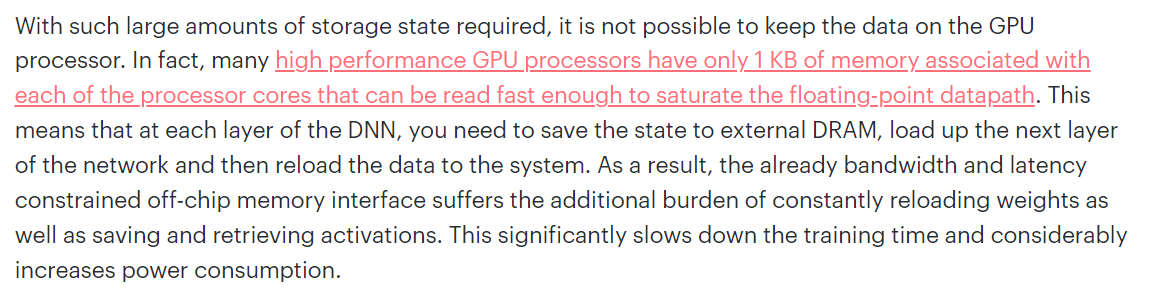 With such large amounts of storage state required, it is not possible to keep the data on the GPU
processor. In fact, many high performance GPU processors have only 1 KB of memory associated with
each of the processor cores that can be read fast enough to saturate the floating-point datapath. This
means that at each layer of the DNN, you need to save the state to external DRAM, load up the next layer
of the network and then reload the data to the system. As a result, the already bandwidth and latency
constrained off-chip memory interface suffers the additional burden of constantly reloading weights as
well as saving and retrieving activations. This significantly slows down the training time and considerably
increases power consumption.